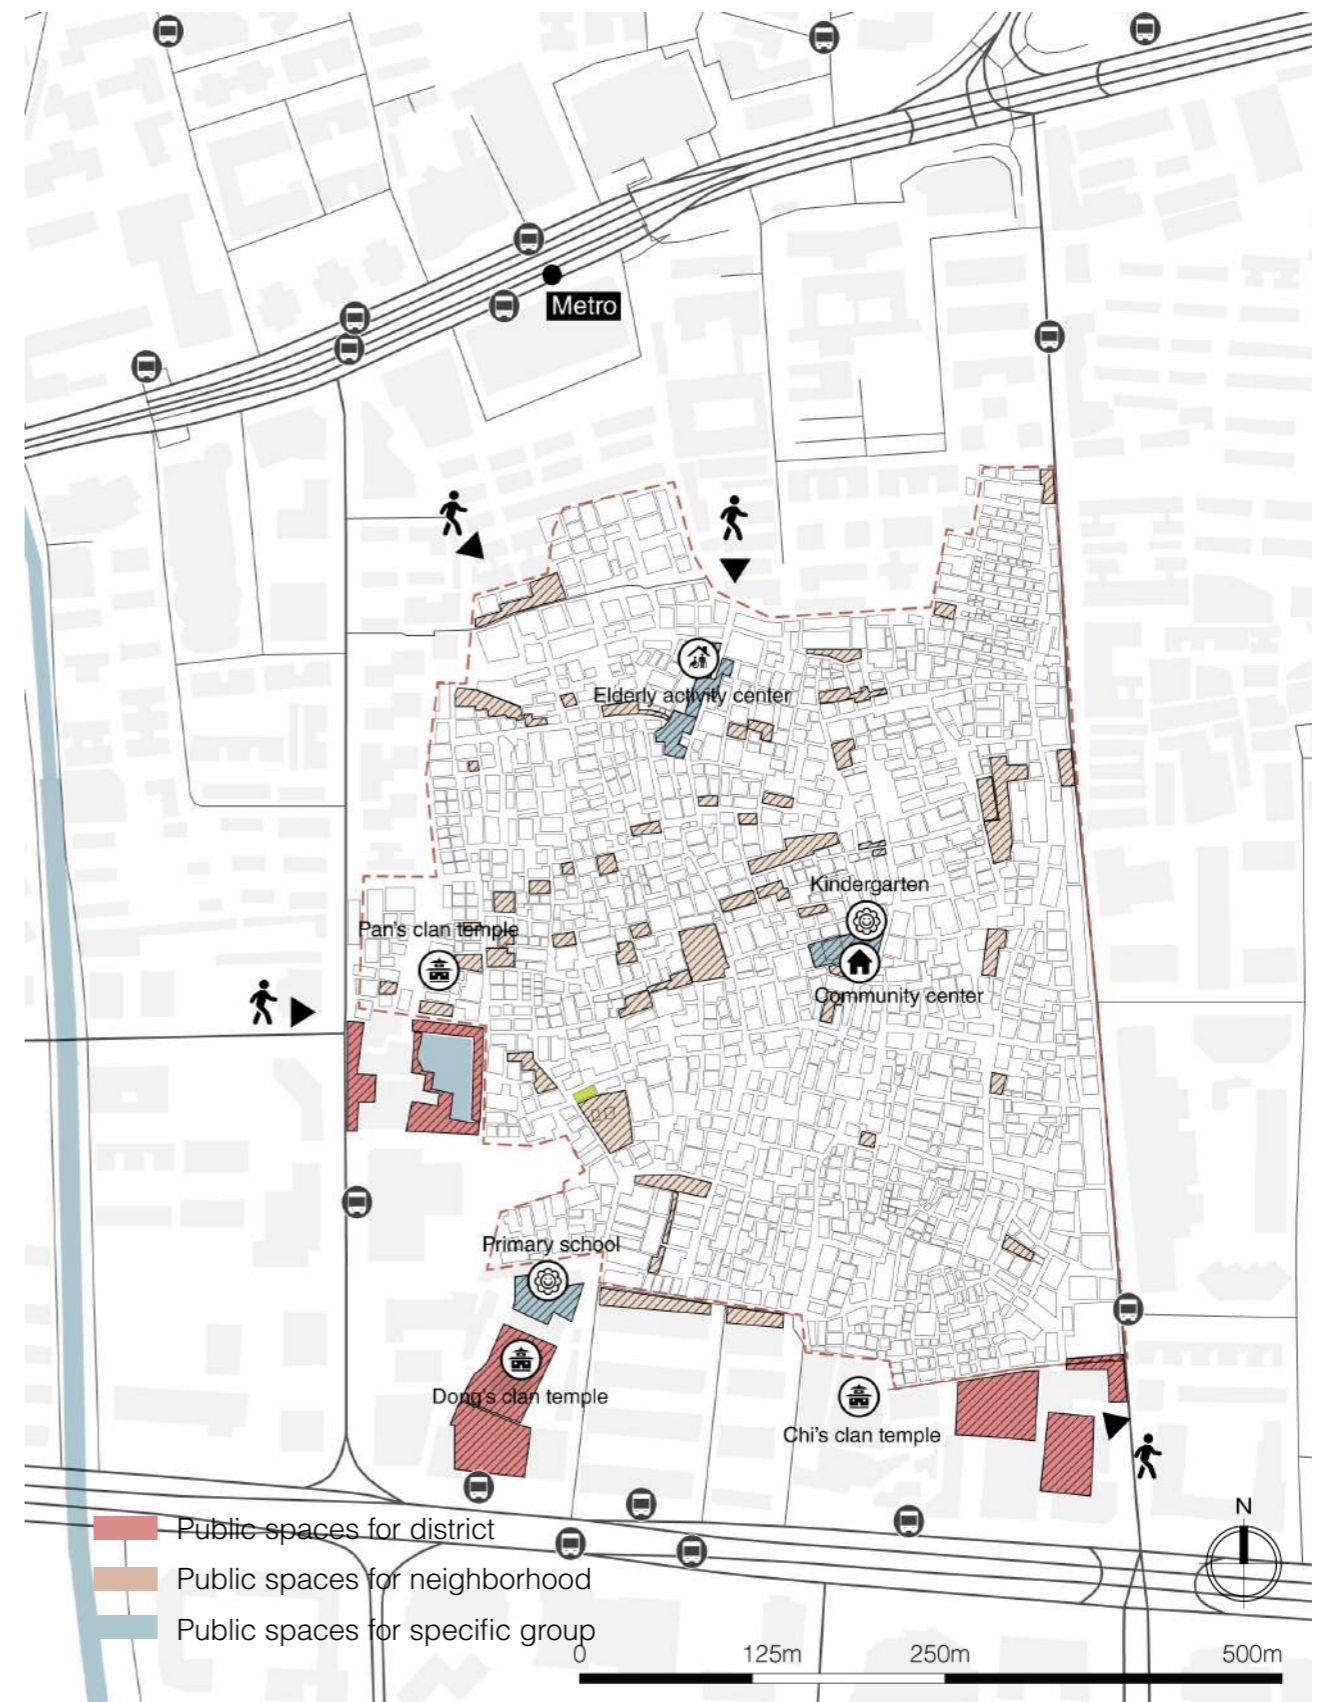 Metro
Elderly activity center
Kindergarten
Pan's clan temple
Community center
Primary school
Dong's clan temple
Chi's clan temple
N
Public spaces for district
Public spaces for neighborhood
Public spaces for specific group
0 125m 250m 500m